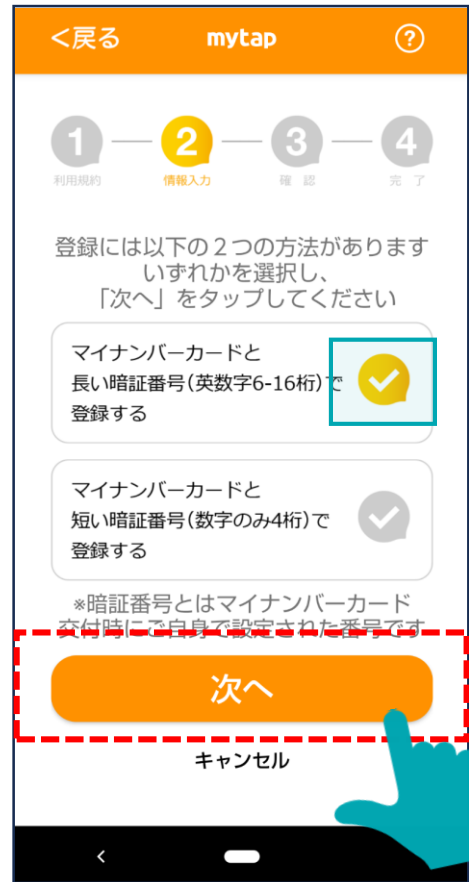 <戻る mytap ?
1 2 3 4
利用規約 情報入力 確 認 完 了
登録には以下の２つの方法があります
いずれかを選択し、
「次へ」をタップしてください
マイナンバーカードと
長い暗証番号(英数字6-16桁)で
登録する
マイナンバーカードと
短い暗証番号(数字のみ4桁)で
登録する
※暗証番号とはマイナンバーカード
交付時にご自身で設定された番号です
次へ
キャンセル